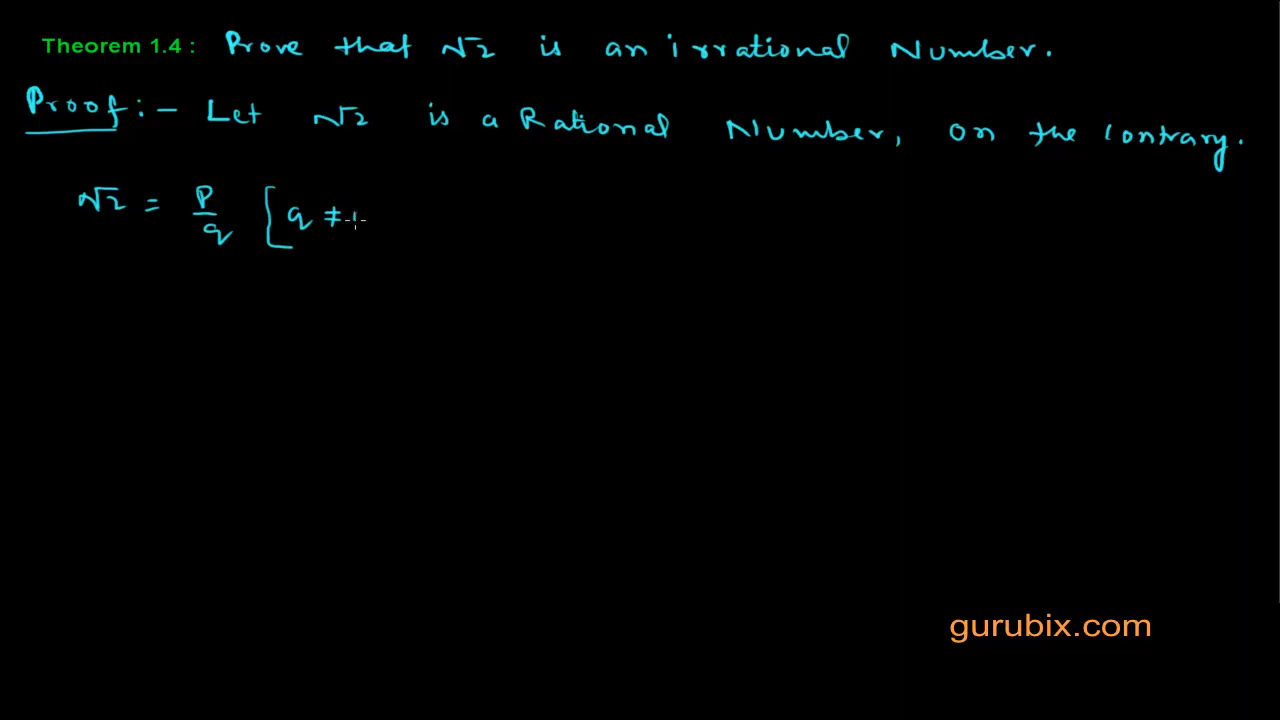 Theorem 1.4 : Prove that √2 is an irrational Number.
Proof :- Let √2 is a Rational Number, on the contrary.
√2 = P/q [q ≠
gurubix.com